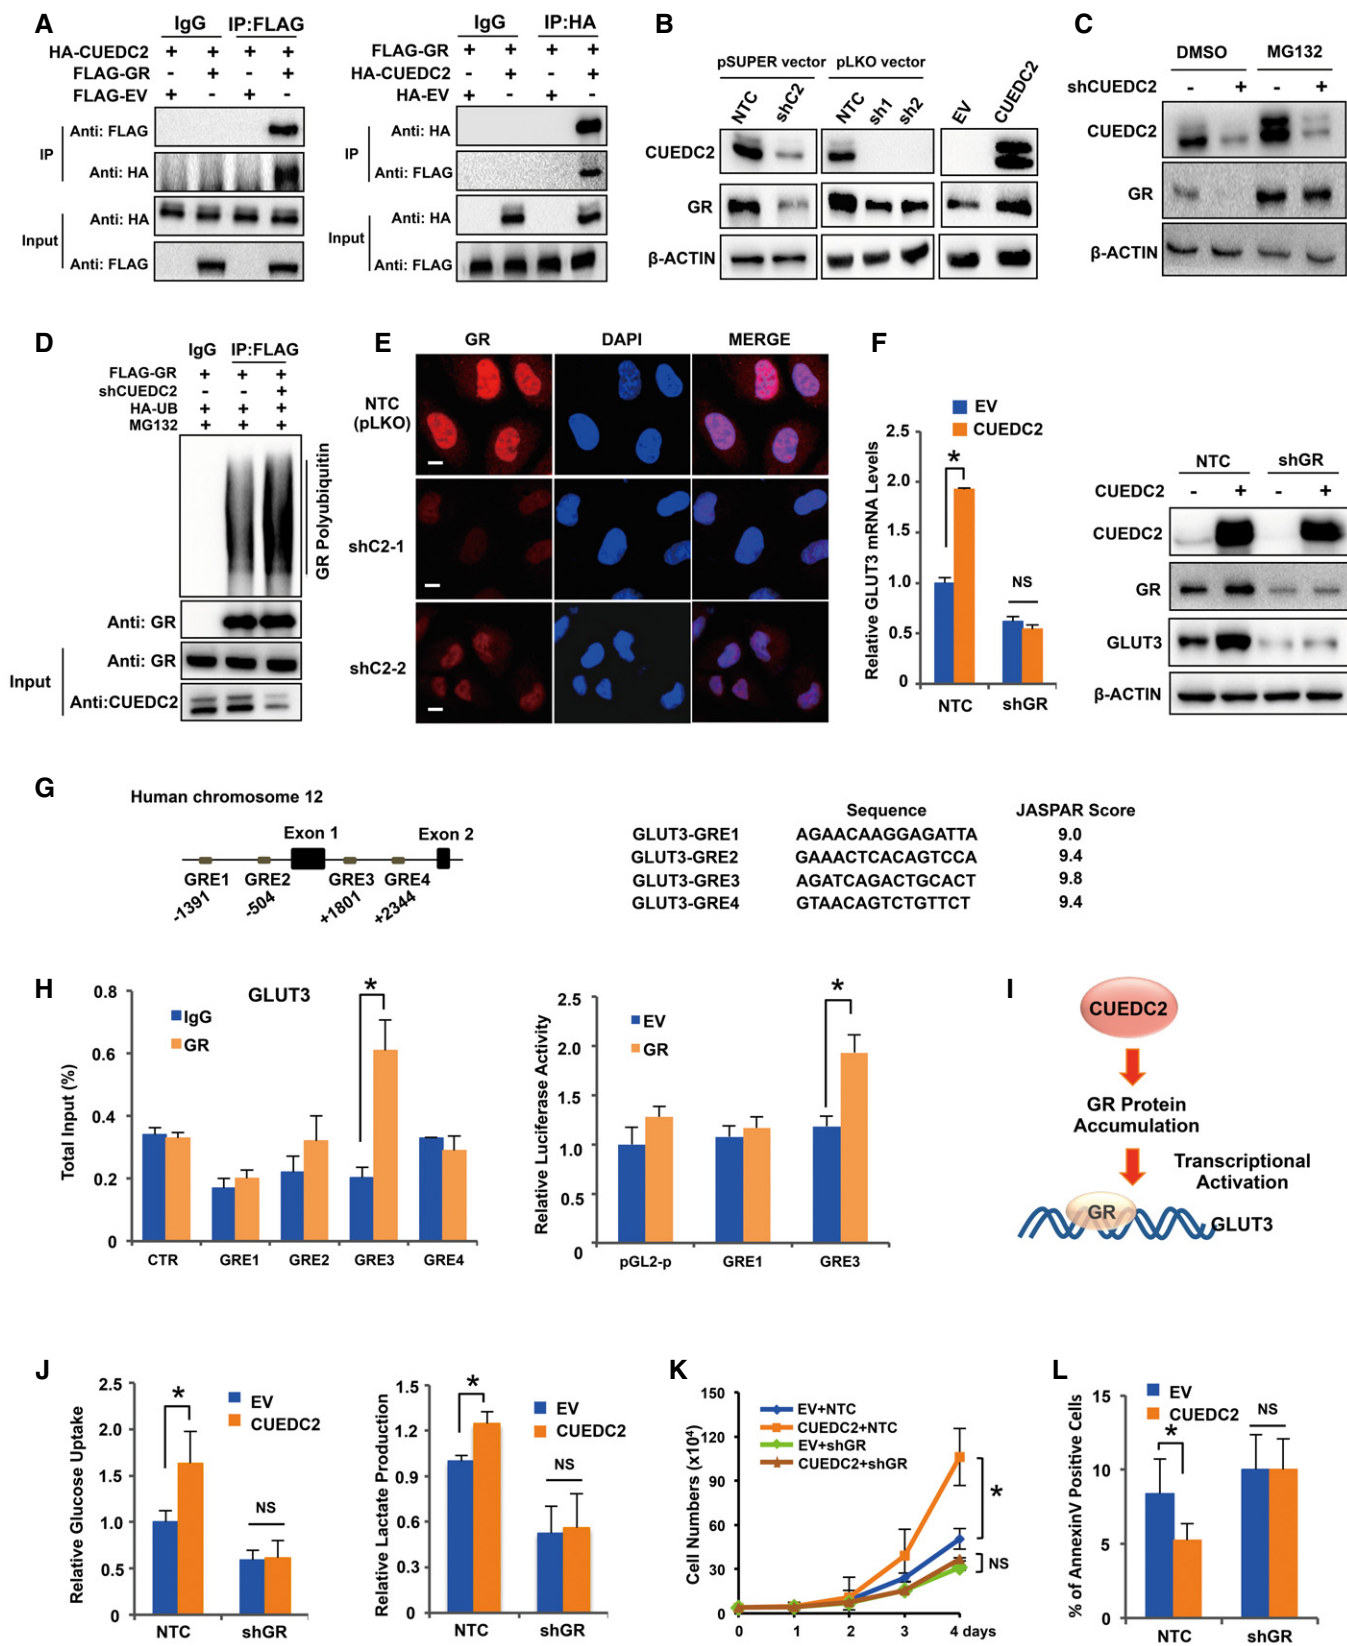 A
IgG IP:FLAG
HA-CUEDC2 + + + +
FLAG-GR - + - +
FLAG-EV + - + -
IP
Anti: FLAG
Anti: HA
Input
Anti: HA
Anti: FLAG
IgG IP:HA
FLAG-GR + + + +
HA-CUEDC2 - + - +
HA-EV + - + -
IP
Anti: HA
Anti: FLAG
Input
Anti: HA
Anti: FLAG
B
pSUPER vector pLKO vector
NTC shC2 NTC sh1 sh2 EV CUEDC2
CUEDC2
GR
β-ACTIN
C
DMSO MG132
shCUEDC2 - + - +
CUEDC2
GR
β-ACTIN
D
IgG IP:FLAG
FLAG-GR + + +
shCUEDC2 - - +
HA-UB + + +
MG132 + + +
GR Polyubiquitin
Anti: GR
Input
Anti: GR
Anti:CUEDC2
E
GR DAPI MERGE
NTC
(pLKO)
shC2-1
shC2-2
F
EV
CUEDC2
Relative GLUT3 mRNA Levels
2.5
2.0
1.5
1.0
0.5
0
*
NS
NTC shGR
NTC shGR
CUEDC2 - + - +
CUEDC2
GR
GLUT3
β-ACTIN
G
Human chromosome 12
Exon 1 Exon 2
GRE1 GRE2 GRE3 GRE4
-1391 -504 +1801 +2344
Sequence JASPAR Score
GLUT3-GRE1 AGAACAAGGAGATTA 9.0
GLUT3-GRE2 GAAACTCACAGTCCA 9.4
GLUT3-GRE3 AGATCAGACTGCACT 9.8
GLUT3-GRE4 GTAACAGTCTGTTCT 9.4
H
GLUT3
IgG
GR
Total Input (%)
0.8
0.6
0.4
0.2
0
*
CTR GRE1 GRE2 GRE3 GRE4
EV
GR
Relative Luciferase Activity
2.5
2.0
1.5
1.0
0.5
0
*
pGL2-p GRE1 GRE3
I
CUEDC2
GR Protein
Accumulation
Transcriptional
Activation
GR
GLUT3
J
EV
CUEDC2
Relative Glucose Uptake
2.5
2.0
1.5
1.0
0.5
0
*
NS
NTC shGR
EV
CUEDC2
Relative Lactate Production
1.5
1.2
0.9
0.6
0.3
0
*
NS
NTC shGR
K
EV+NTC
CUEDC2+NTC
EV+shGR
CUEDC2+shGR
Cell Numbers (x10⁴)
150
120
90
60
30
0
*
NS
0 1 2 3 4 days
L
EV
CUEDC2
% of AnnexinV Positive Cells
15
10
5
0
*
NS
NTC shGR